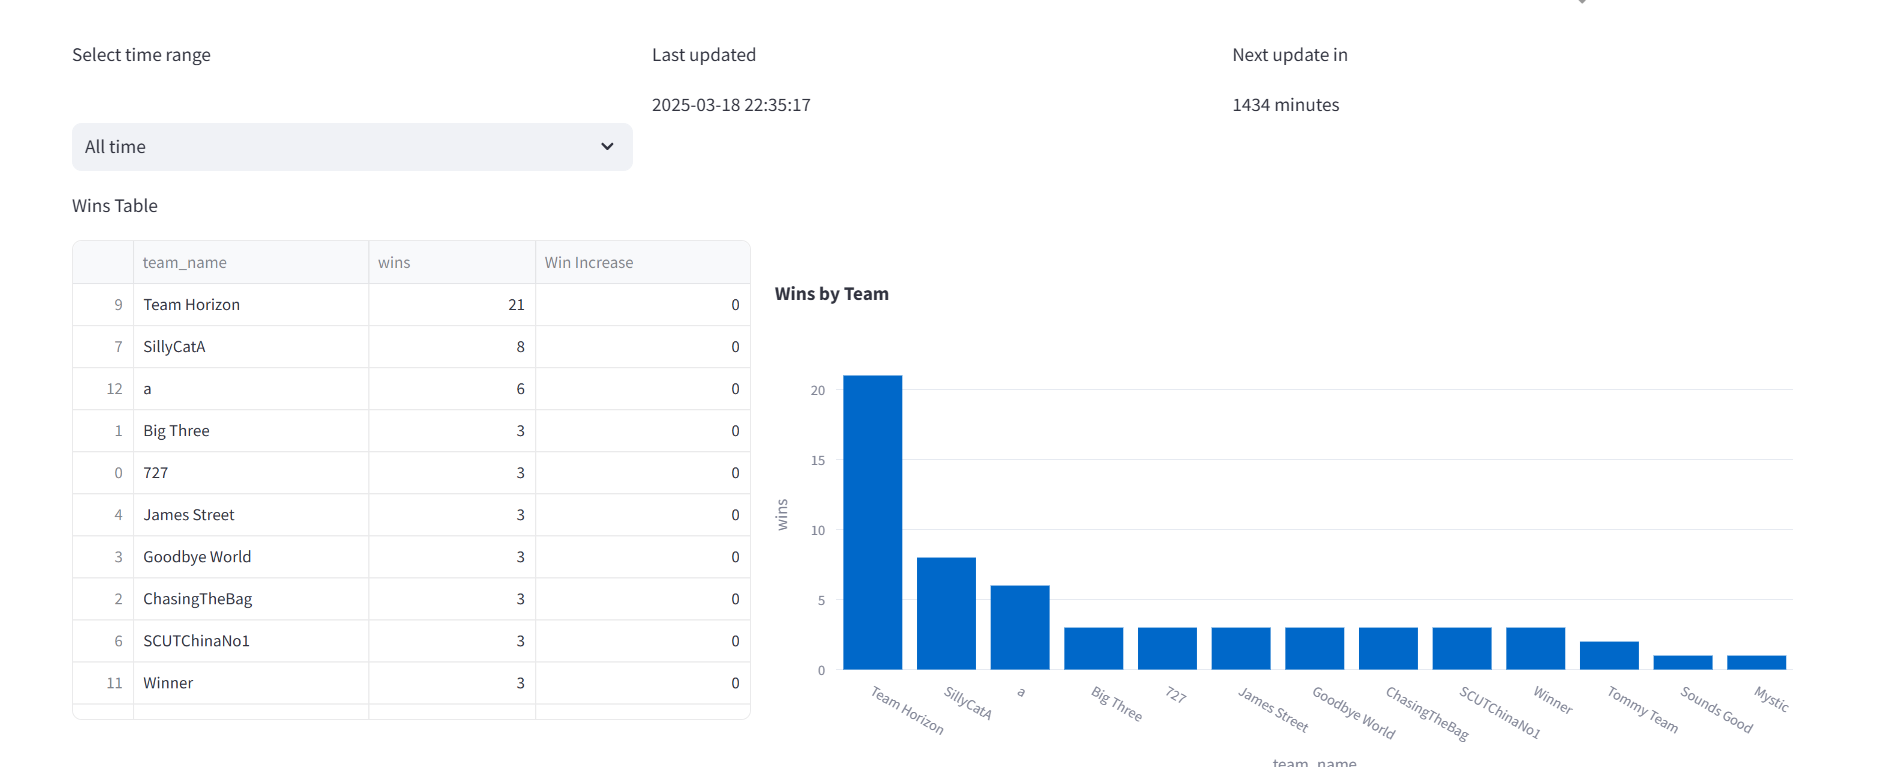 Select time range
Last updated
Next update in
2025-03-18 22:35:17
1434 minutes
All time
Wins Table
team_name wins Win Increase
9 Team Horizon 21 0
7 SillyCatA 8 0
12 a 6 0
1 Big Three 3 0
0 727 3 0
4 James Street 3 0
3 Goodbye World 3 0
2 ChasingTheBag 3 0
6 SCUTChinaNo1 3 0
11 Winner 3 0
Wins by Team
20
15
10
5
0
wins
Team Horizon
SillyCatA
a
Big Three
727
James Street
Goodbye World
ChasingTheBag
SCUTChinaNo1
Winner
Tommy Team
Sounds Good
Mystic
team_name